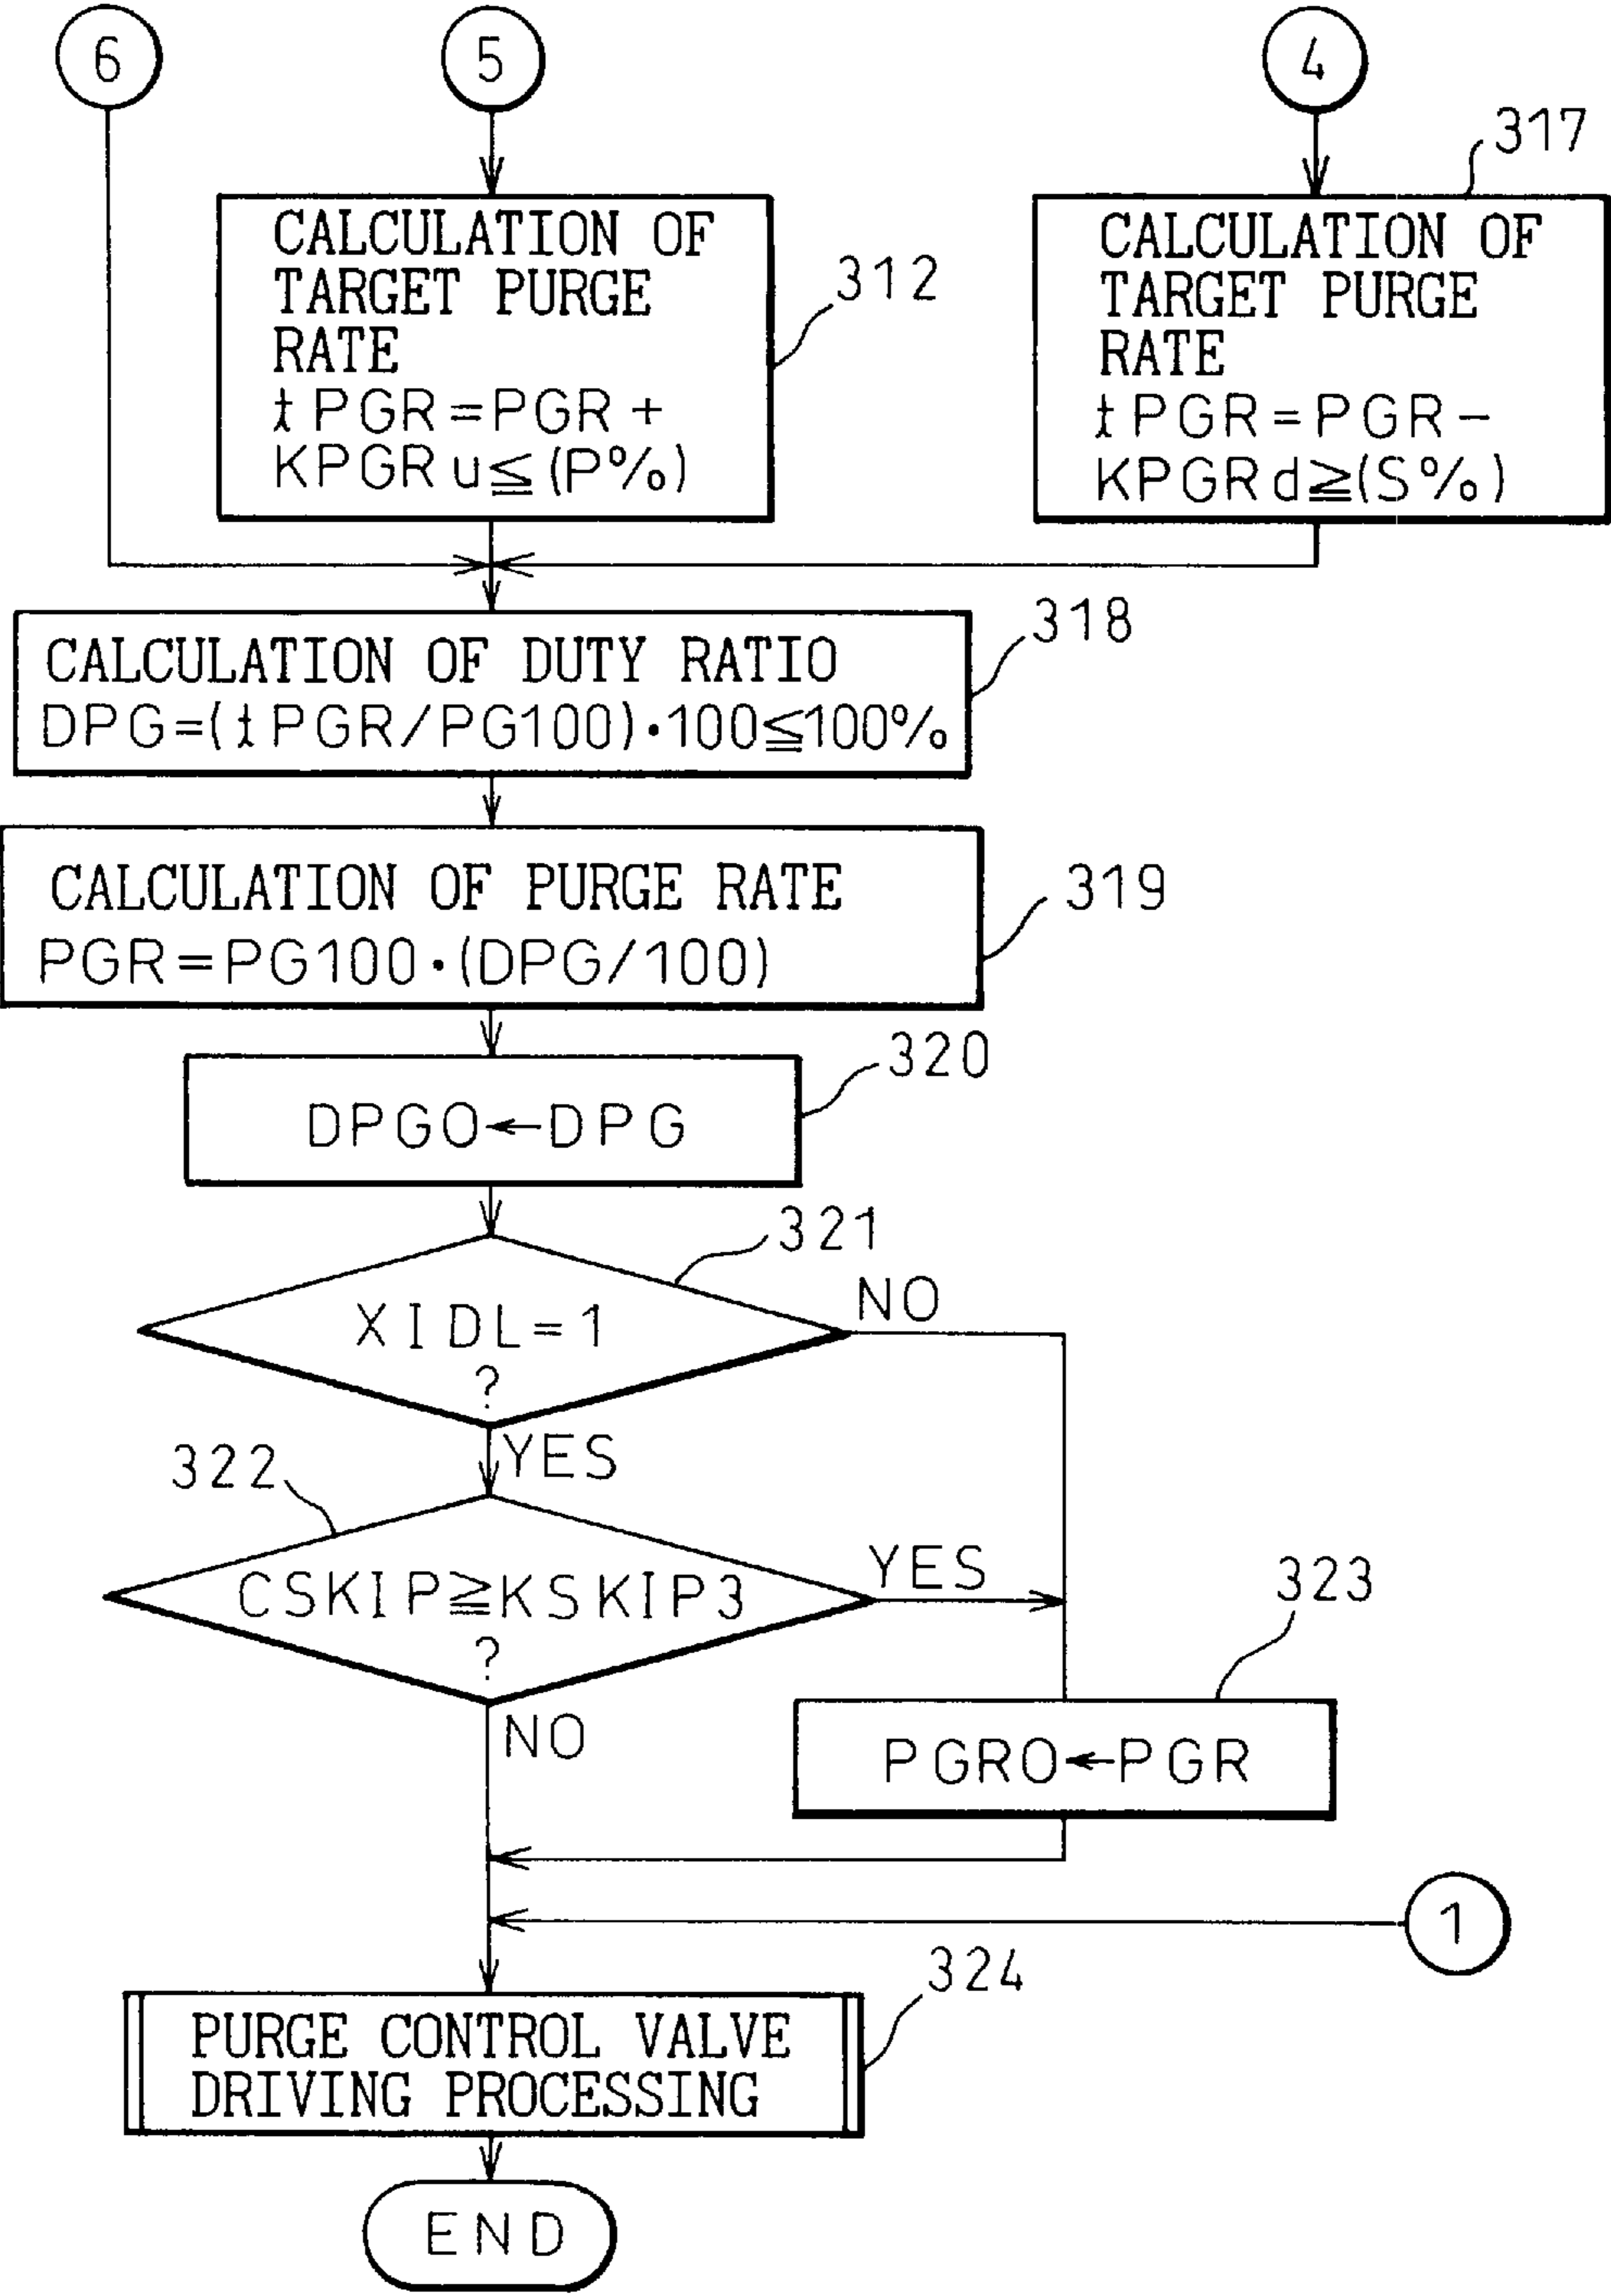 6
5
4
317
CALCULATION OF
TARGET PURGE
RATE
tPGR=PGR+
KPGRu≦(P%)
312
CALCULATION OF
TARGET PURGE
RATE
tPGR=PGR-
KPGRd≧(S%)
318
CALCULATION OF DUTY RATIO
DPG=(tPGR/PG100)·100≦100%
319
CALCULATION OF PURGE RATE
PGR=PG100·(DPG/100)
320
DPGO←DPG
321
XIDL=1
?
NO
YES
322
CSKIP≧KSKIP3
?
YES
NO
323
PGRO←PGR
1
324
PURGE CONTROL VALVE
DRIVING PROCESSING
END